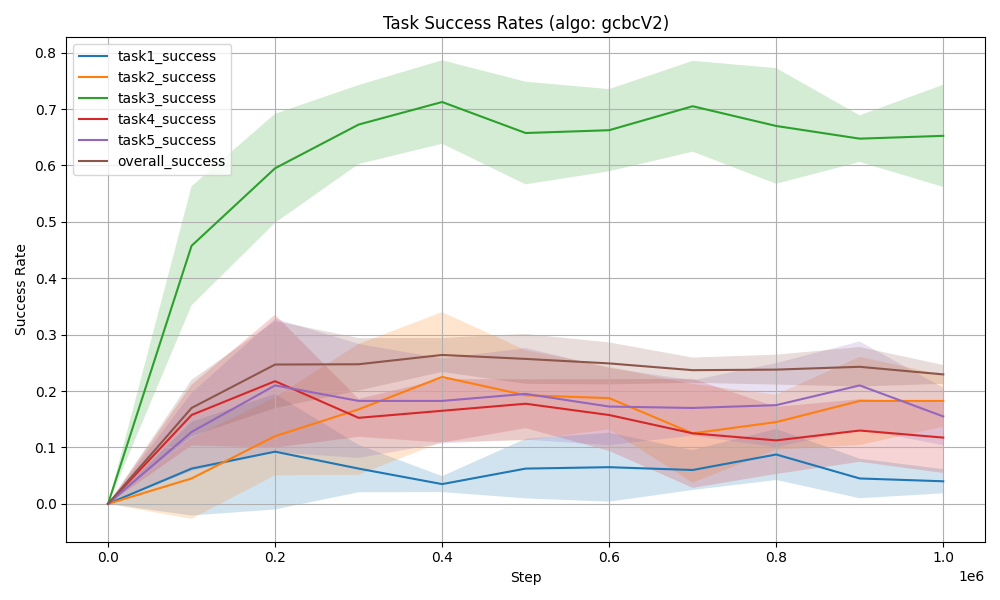 Task Success Rates (algo: gcbcV2)
task1_success
task2_success
task3_success
task4_success
task5_success
overall_success
Success Rate
0.8
0.7
0.6
0.5
0.4
0.3
0.2
0.1
0.0
0.0 0.2 0.4 0.6 0.8 1.0
1e6
Step